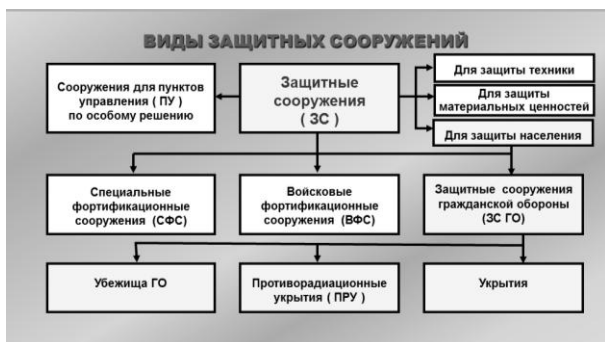 ВИДЫ ЗАЩИТНЫХ СООРУЖЕНИЙ
Сооружения для пунктов
управления ( ПУ )
по особому решению
Защитные
сооружения
( ЗС )
Для защиты техники
Для защиты
материальных ценностей
Для защиты населения
Специальные
фортификационные
сооружения (СФС)
Войсковые
фортификационные
сооружения (ВФС)
Защитные сооружения
гражданской обороны
(ЗС ГО)
Убежища ГО
Противорадиационные
укрытия ( ПРУ )
Укрытия